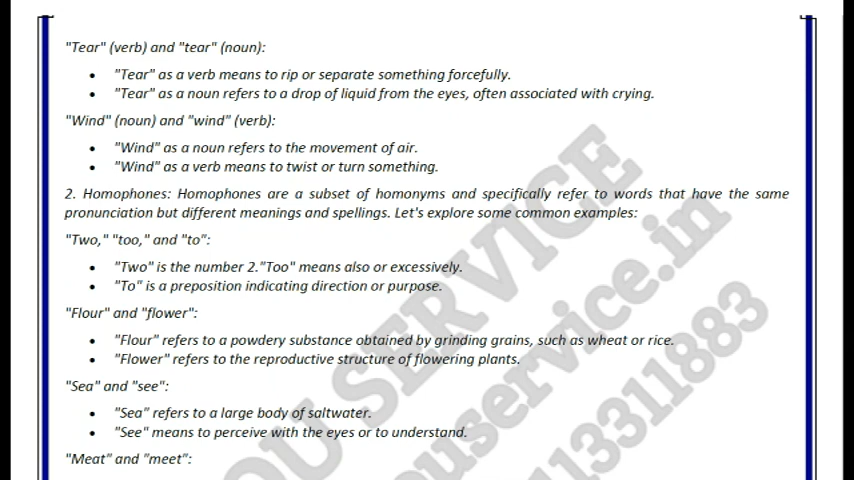 "Tear" (verb) and "tear" (noun):
• "Tear" as a verb means to rip or separate something forcefully.
• "Tear" as a noun refers to a drop of liquid from the eyes, often associated with crying.
"Wind" (noun) and "wind" (verb):
• "Wind" as a noun refers to the movement of air.
• "Wind" as a verb means to twist or turn something.
2. Homophones: Homophones are a subset of homonyms and specifically refer to words that have the same
pronunciation but different meanings and spellings. Let's explore some common examples:
"Two," "too," and "to":
• "Two" is the number 2."Too" means also or excessively.
• "To" is a preposition indicating direction or purpose.
"Flour" and "flower":
• "Flour" refers to a powdery substance obtained by grinding grains, such as wheat or rice.
• "Flower" refers to the reproductive structure of flowering plants.
"Sea" and "see":
• "Sea" refers to a large body of saltwater.
• "See" means to perceive with the eyes or to understand.
"Meat" and "meet":
OU SERVICE
ouservice.in
113311883